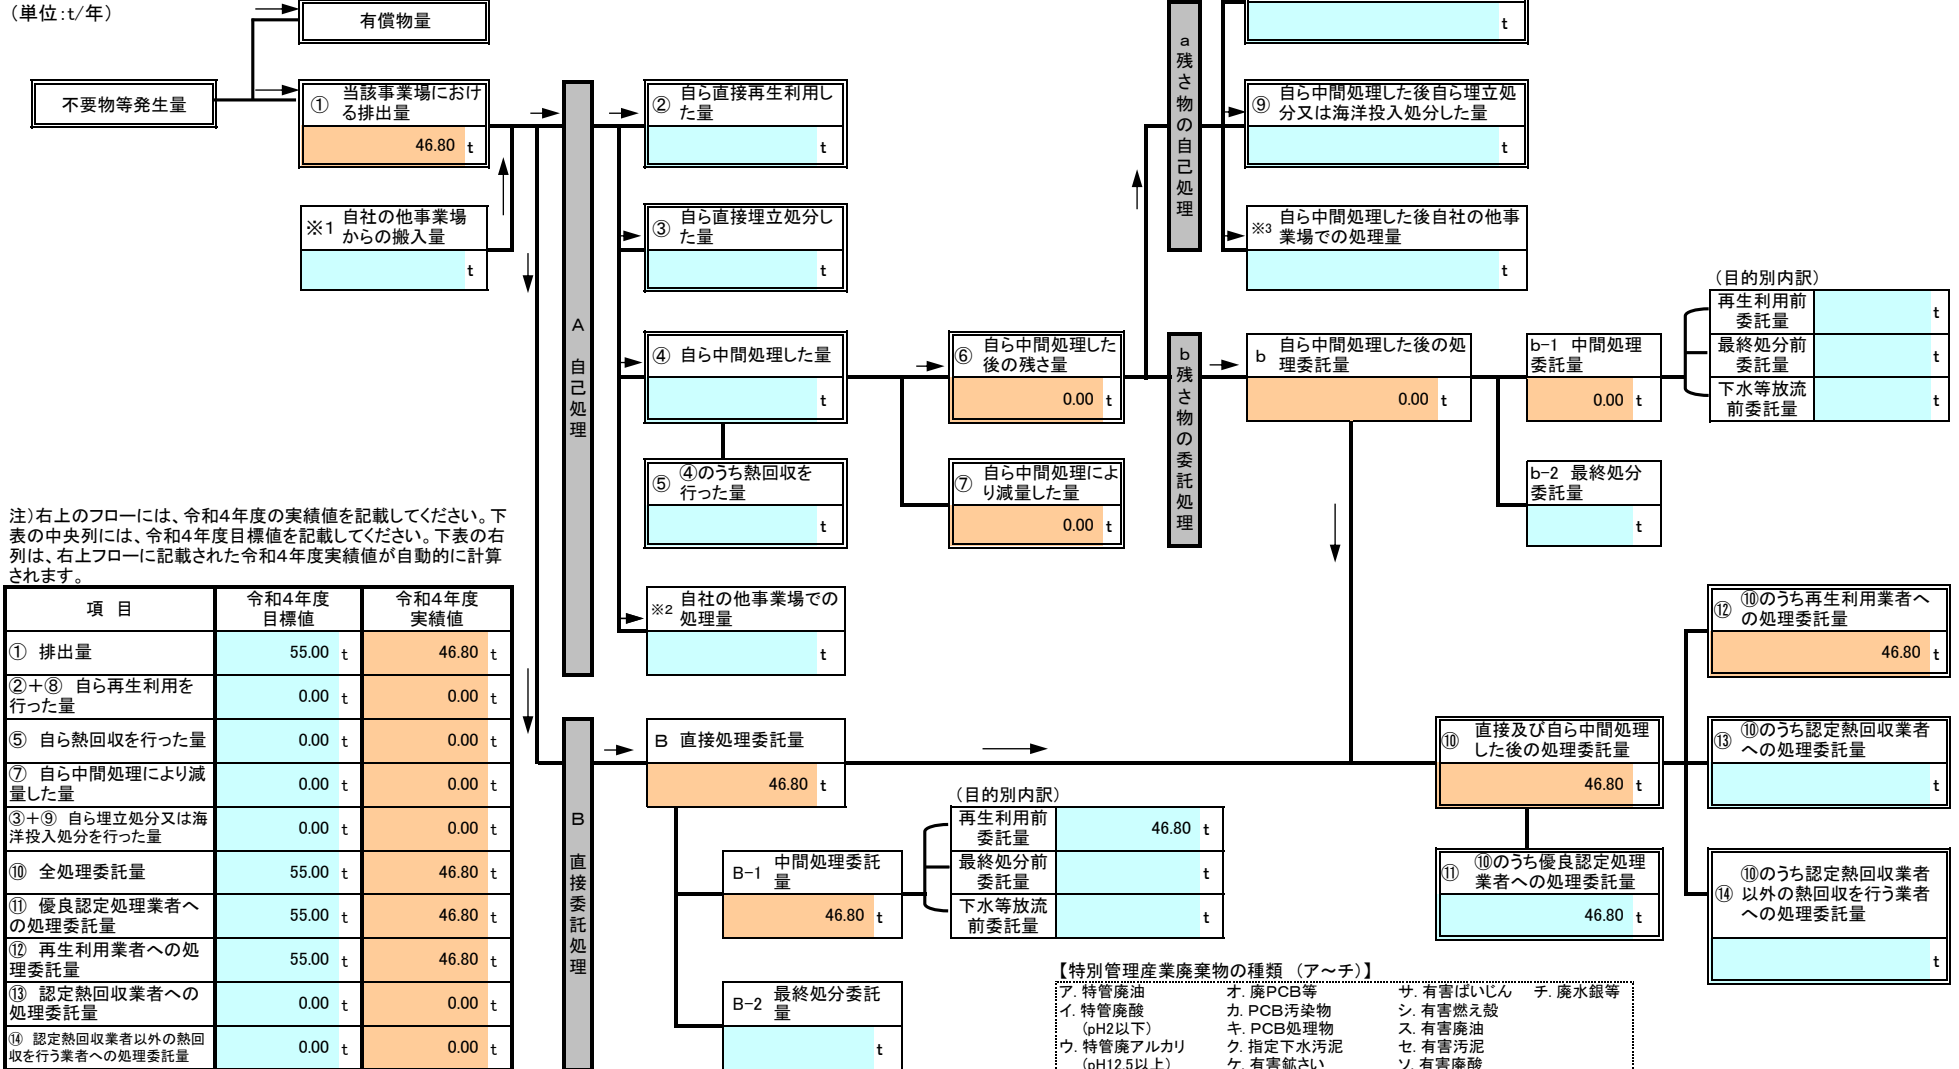 （単位：t/年）
有償物量
不要物等発生量
① 当該事業場におけ
る排出量
46.80 t
※1 自社の他事業場
からの搬入量
t
A 自己処理
② 自ら直接再生利用し
た量
t
③ 自ら直接埋立処分し
た量
t
④ 自ら中間処理した量
t
⑤ ④のうち熱回収を
行った量
t
※2 自社の他事業場での
処理量
t
⑥ 自ら中間処理した
後の残さ量
0.00 t
⑦ 自ら中間処理によ
り減量した量
0.00 t
a残さ物の自己処理
t
⑨ 自ら中間処理した後自ら埋立処
分又は海洋投入処分した量
t
※3 自ら中間処理した後自社の他事
業場での処理量
t
b残さ物の委託処理
b 自ら中間処理した後の処
理委託量
0.00 t
b-1 中間処理
委託量
0.00 t
b-2 最終処分
委託量
t
（目的別内訳）
再生利用前
委託量 t
最終処分前
委託量 t
下水等放流
前委託量 t
注）右上のフローには、令和４年度の実績値を記載してください。下
表の中央列には、令和４年度目標値を記載してください。下表の右
列は、右上フローに記載された令和４年度実績値が自動的に計算
されます。
項 目 令和４年度
目標値 令和４年度
実績値
① 排出量 55.00 t 46.80 t
②＋⑧ 自ら再生利用を
行った量 0.00 t 0.00 t
⑤ 自ら熱回収を行った量 0.00 t 0.00 t
⑦ 自ら中間処理により減
量した量 0.00 t 0.00 t
③＋⑨ 自ら埋立処分又は海
洋投入処分を行った量 0.00 t 0.00 t
⑩ 全処理委託量 55.00 t 46.80 t
⑪ 優良認定処理業者へ
の処理委託量 55.00 t 46.80 t
⑫ 再生利用業者への処
理委託量 55.00 t 46.80 t
⑬ 認定熱回収業者への
処理委託量 0.00 t 0.00 t
⑭ 認定熱回収業者以外の熱回
収を行う業者への処理委託量 0.00 t 0.00 t
B 直接委託処理
B 直接処理委託量
46.80 t
B-1 中間処理委託
量
46.80 t
B-2 最終処分委託
量
t
（目的別内訳）
再生利用前
委託量 46.80 t
最終処分前
委託量 t
下水等放流
前委託量 t
⑩ 直接及び自ら中間処理
した後の処理委託量
46.80 t
⑪ ⑩のうち優良認定処理
業者への処理委託量
46.80 t
⑫ ⑩のうち再生利用業者へ
の処理委託量
46.80 t
⑬ ⑩のうち認定熱回収業者
への処理委託量
t
⑭ ⑩のうち認定熱回収業者
以外の熱回収を行う業者
への処理委託量
t
【特別管理産業廃棄物の種類 （ア～チ）】
ア．特管廃油 オ．廃PCB等 サ．有害ばいじん チ．廃水銀等
イ．特管廃酸 カ．PCB汚染物 シ．有害燃え殻
（pH2以下） キ．PCB処理物 ス．有害廃油
ウ．特管廃アルカリ ク．指定下水汚泥 セ．有害汚泥
（pH12.5以上） ケ．有害鉱さい ソ．有害廃酸